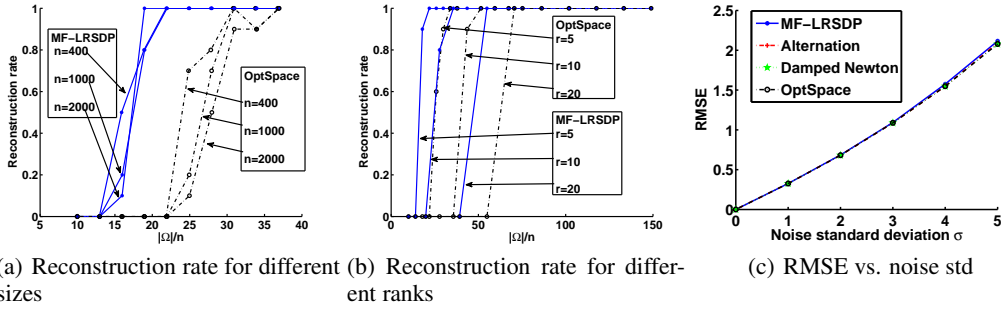 1
0.8
0.6
0.4
0.2
0
Reconstruction rate
5
10
15
20
25
30
35
40
|Ω|/n
MF−LRSDP
n=400
n=1000
n=2000
OptSpace
n=400
n=1000
n=2000
1
0.8
0.6
0.4
0.2
0
Reconstruction rate
0
50
100
150
|Ω|/n
OptSpace
r=5
r=10
r=20
MF−LRSDP
r=5
r=10
r=20
2.5
2
1.5
1
0.5
0
RMSE
0
1
2
3
4
5
Noise standard deviation σ
MF−LRSDP
Alternation
Damped Newton
OptSpace
(a) Reconstruction rate for different
sizes
(b) Reconstruction rate for differ-
ent ranks
(c) RMSE vs. noise std